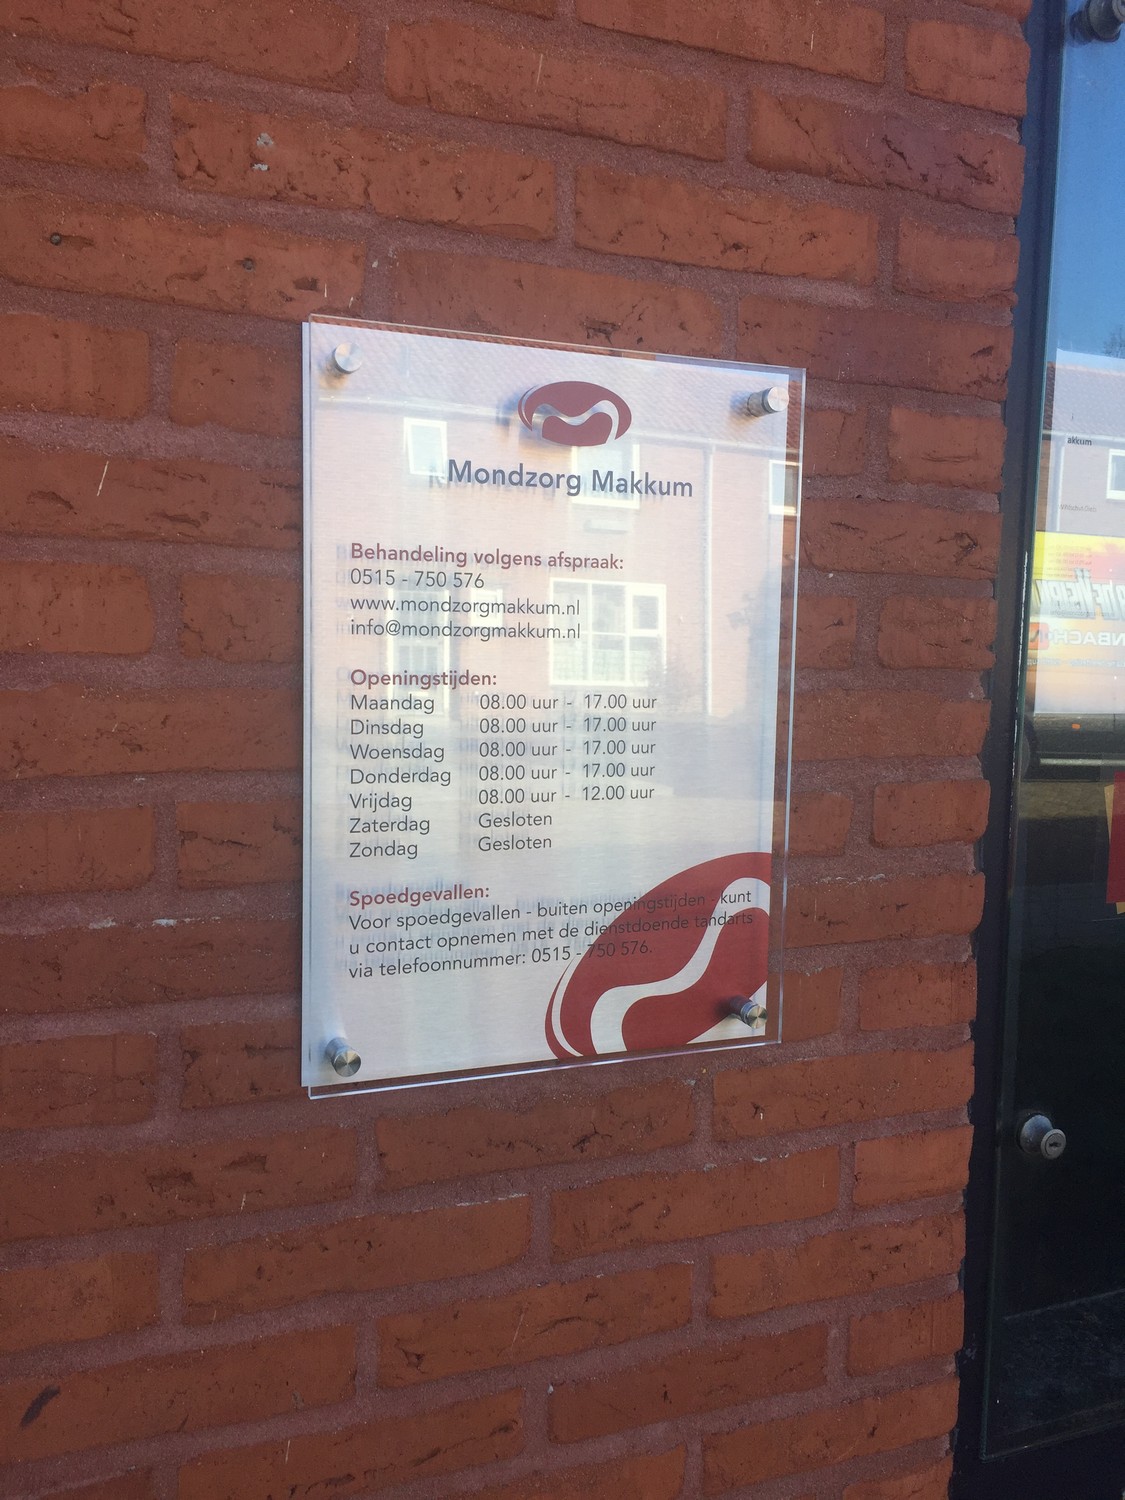 Mondzorg Makkum
Behandeling volgens afspraak:
0515 - 750 576
www.mondzorgmakkum.nl
info@mondzorgmakkum.nl
Openingstijden:
Maandag 08.00 uur - 17.00 uur
Dinsdag 08.00 uur - 17.00 uur
Woensdag 08.00 uur - 17.00 uur
Donderdag 08.00 uur - 17.00 uur
Vrijdag 08.00 uur - 12.00 uur
Zaterdag Gesloten
Zondag Gesloten
Spoedgevallen:
Voor spoedgevallen - buiten openingstijden - kunt
u contact opnemen met de dienstdoende tandarts
via telefoonnummer: 0515 - 750 576.
akkum